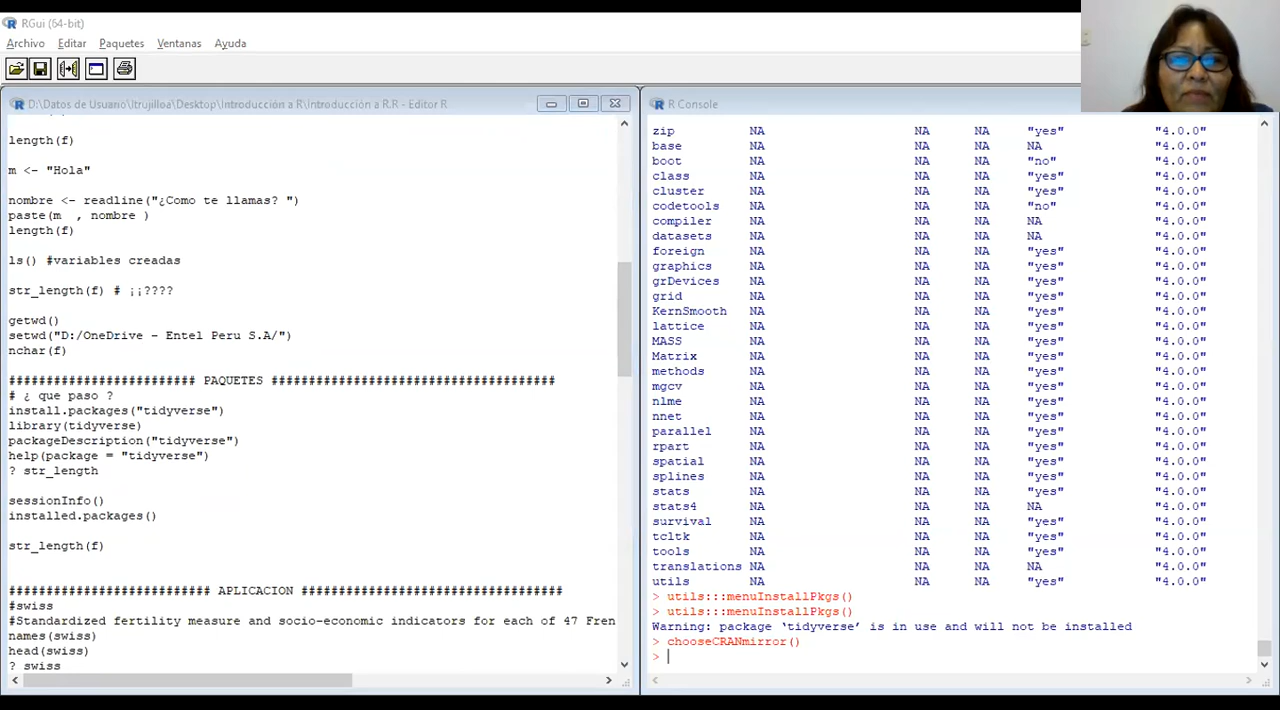 RGui (64-bit)
Archivo Editar Paquetes Ventanas Ayuda
D:\Datos de Usuario\ltrujilloa\Desktop\Introducción a R\introducción a R.R - Editor R
length(f)
m <- "Hola"
nombre <- readline("¿Como te llamas? ")
paste(m  , nombre )
length(f)
ls() #variables creadas
str_length(f) # ¡¡????
getwd()
setwd("D:/OneDrive - Entel Peru S.A/")
nchar(f)
######################### PAQUETES ######################################
# ¿ que paso ?
install.packages("tidyverse")
library(tidyverse)
packageDescription("tidyverse")
help(package = "tidyverse")
? str_length
sessionInfo()
installed.packages()
str_length(f)
########################### APLICACION ###################################
#swiss
#Standardized fertility measure and socio-economic indicators for each of 47 Fren
names(swiss)
head(swiss)
? swiss
R Console
zip NA NA NA "yes" "4.0.0"
base NA NA NA NA "4.0.0"
boot NA NA NA "no" "4.0.0"
class NA NA NA "yes" "4.0.0"
cluster NA NA NA "yes" "4.0.0"
codetools NA NA NA "no" "4.0.0"
compiler NA NA NA NA "4.0.0"
datasets NA NA NA NA "4.0.0"
foreign NA NA NA "yes" "4.0.0"
graphics NA NA NA "yes" "4.0.0"
grDevices NA NA NA "yes" "4.0.0"
grid NA NA NA "yes" "4.0.0"
KernSmooth NA NA NA "yes" "4.0.0"
lattice NA NA NA "yes" "4.0.0"
MASS NA NA NA "yes" "4.0.0"
Matrix NA NA NA "yes" "4.0.0"
methods NA NA NA "yes" "4.0.0"
mgcv NA NA NA "yes" "4.0.0"
nlme NA NA NA "yes" "4.0.0"
nnet NA NA NA "yes" "4.0.0"
parallel NA NA NA "yes" "4.0.0"
rpart NA NA NA "yes" "4.0.0"
spatial NA NA NA "yes" "4.0.0"
splines NA NA NA "yes" "4.0.0"
stats NA NA NA "yes" "4.0.0"
stats4 NA NA NA NA "4.0.0"
survival NA NA NA "yes" "4.0.0"
tcltk NA NA NA "yes" "4.0.0"
tools NA NA NA "yes" "4.0.0"
translations NA NA NA NA "4.0.0"
utils NA NA NA "yes" "4.0.0"
> utils:::menuInstallPkgs()
> utils:::menuInstallPkgs()
Warning: package ‘tidyverse’ is in use and will not be installed
> chooseCRANmirror()
>